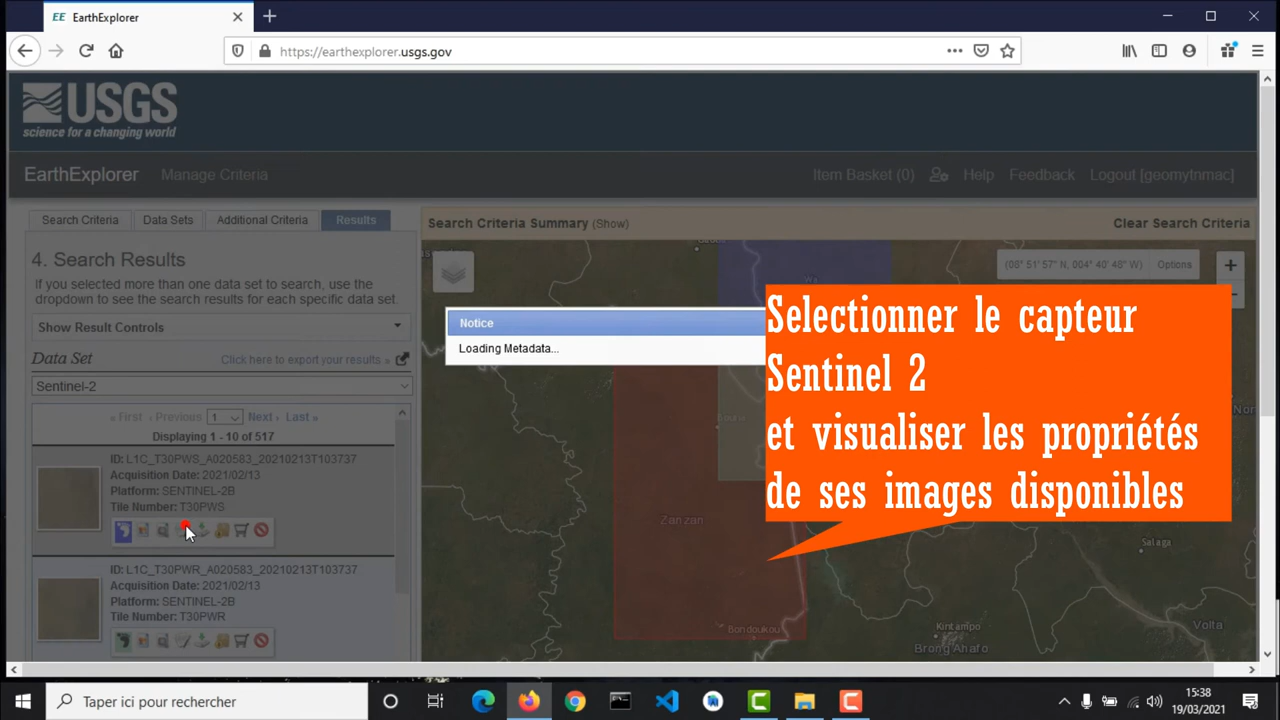 EE EarthExplorer
https://earthexplorer.usgs.gov
USGS
science for a changing world
EarthExplorer
Manage Criteria
Item Basket (0)
Help
Feedback
Logout [geomyinmac]
Search Criteria
Data Sets
Additional Criteria
Results
Search Criteria Summary (Show)
Clear Search Criteria
4. Search Results
If you selected more than one data set to search, use the
dropdown to see the search results for each specific data set.
Show Result Controls
Data Set
Click here to export your results »
Sentinel-2
« First ‹ Previous 1 Next › Last »
Displaying 1 - 10 of 517
ID: L1C_T30PWS_A020583_20210213T103737
Acquisition Date: 2021/02/13
Platform: SENTINEL-2B
Tile Number: T30PWS
ID: L1C_T30PWR_A020583_20210213T103737
Acquisition Date: 2021/02/13
Platform: SENTINEL-2B
Tile Number: T30PWR
(08° 51' 57" N, 004° 40' 48" W)
Options
+
Notice
Loading Metadata...
Selectionner le capteur
Sentinel 2
et visualiser les propriétés
de ses images disponibles
Wa
Bouna
Zanzan
Salaga
Bondoukou
Kintampo
Brong Ahafo
Volta
Taper ici pour rechercher
15:38
19/03/2021